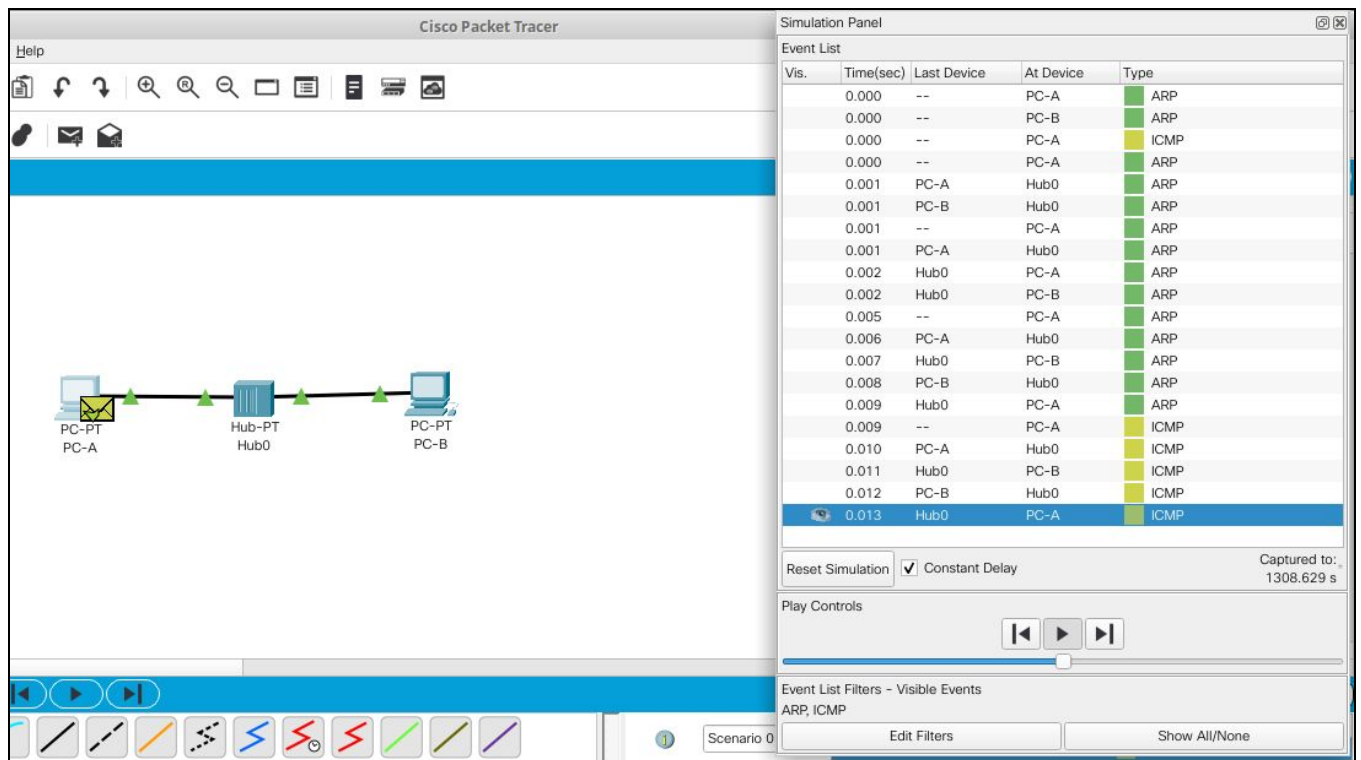 Cisco Packet Tracer
Help
PC-PT
PC-A
Hub-PT
Hub0
PC-PT
PC-B
Scenario 0
Simulation Panel
Event List
Vis. Time(sec) Last Device At Device Type
0.000 -- PC-A ARP
0.000 -- PC-B ARP
0.000 -- PC-A ICMP
0.000 -- PC-A ARP
0.001 PC-A Hub0 ARP
0.001 PC-B Hub0 ARP
0.001 -- PC-A ARP
0.001 PC-A Hub0 ARP
0.002 Hub0 PC-A ARP
0.002 Hub0 PC-B ARP
0.005 -- PC-A ARP
0.006 PC-A Hub0 ARP
0.007 Hub0 PC-B ARP
0.008 PC-B Hub0 ARP
0.009 Hub0 PC-A ARP
0.009 -- PC-A ICMP
0.010 PC-A Hub0 ICMP
0.011 Hub0 PC-B ICMP
0.012 PC-B Hub0 ICMP
0.013 Hub0 PC-A ICMP
Reset Simulation Constant Delay
Captured to:
1308.629 s
Play Controls
Event List Filters - Visible Events
ARP, ICMP
Edit Filters Show All/None